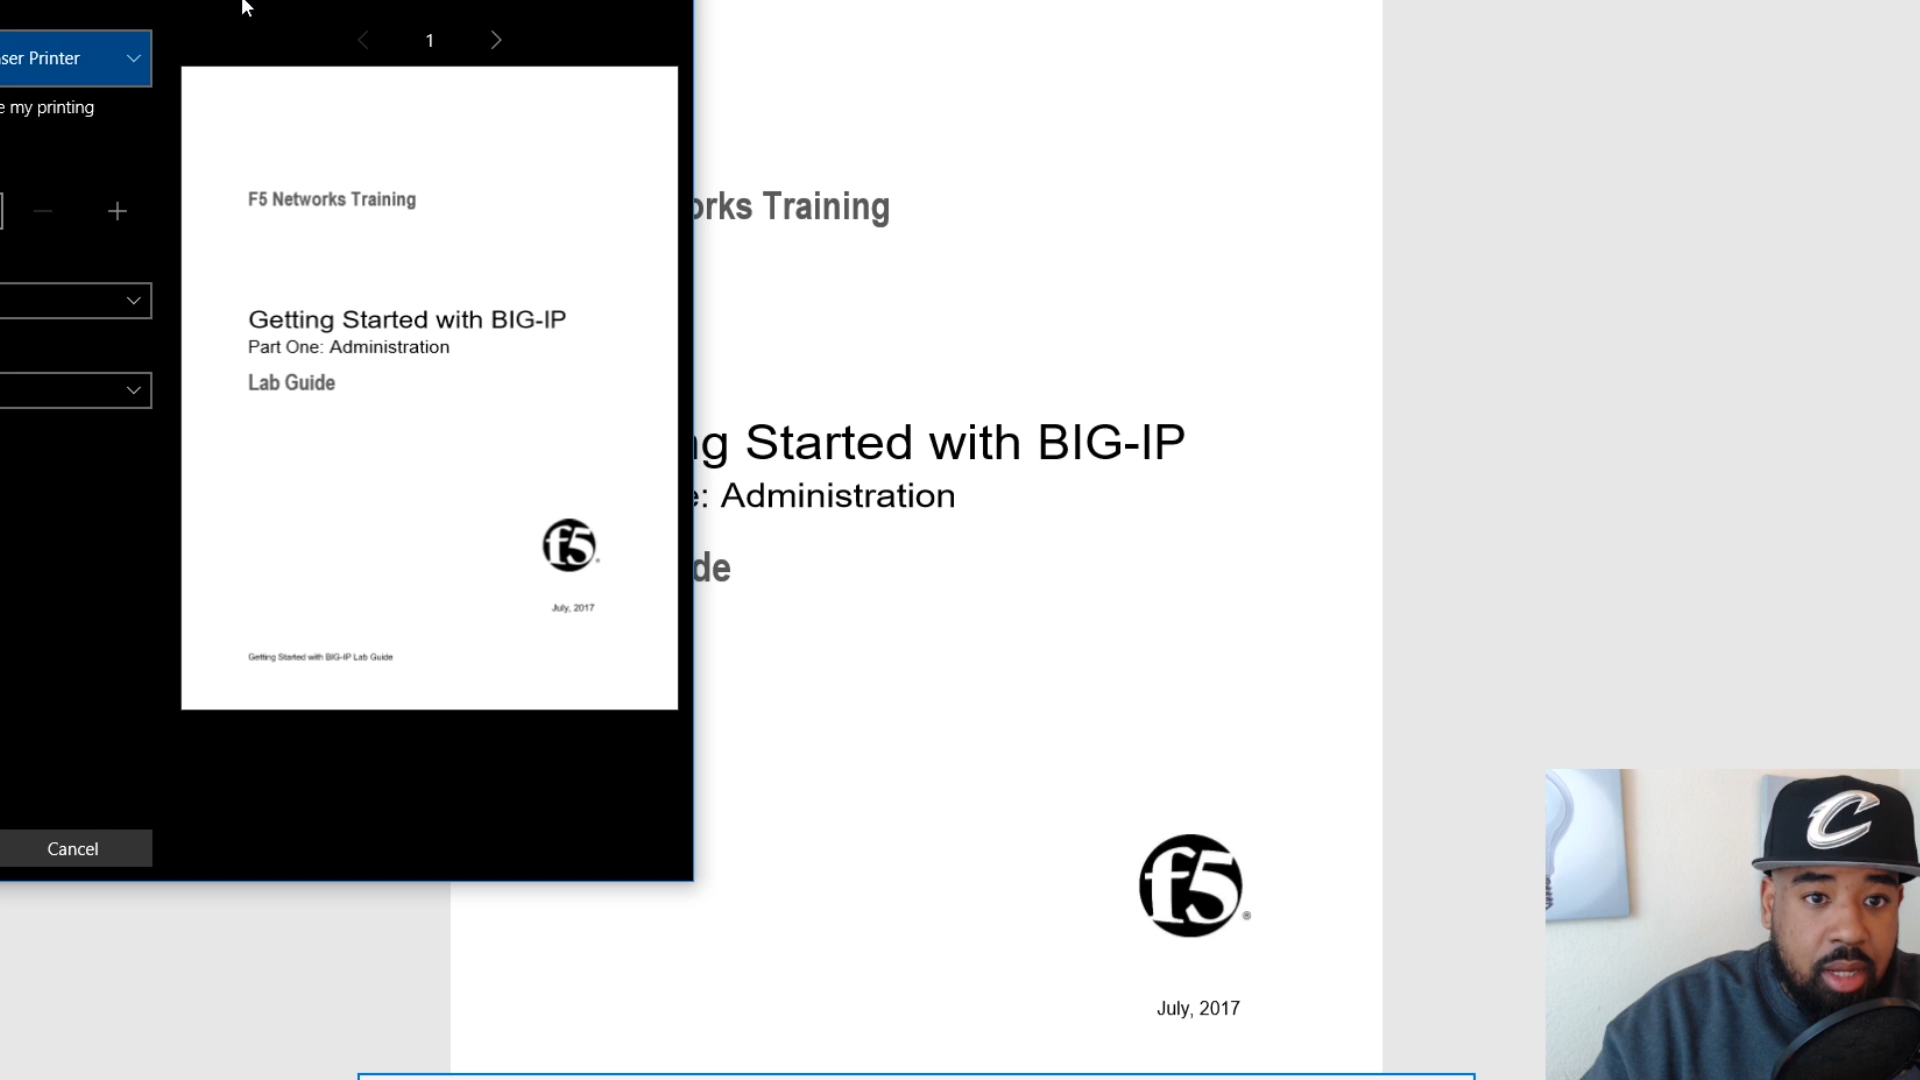 1
ser Printer
e my printing
F5 Networks Training
Getting Started with BIG-IP
Part One: Administration
Lab Guide
f5
July, 2017
Getting Started with BIG-IP Lab Guide
Cancel
orks Training
ng Started with BIG-IP
e: Administration
de
f5
®
July, 2017
C